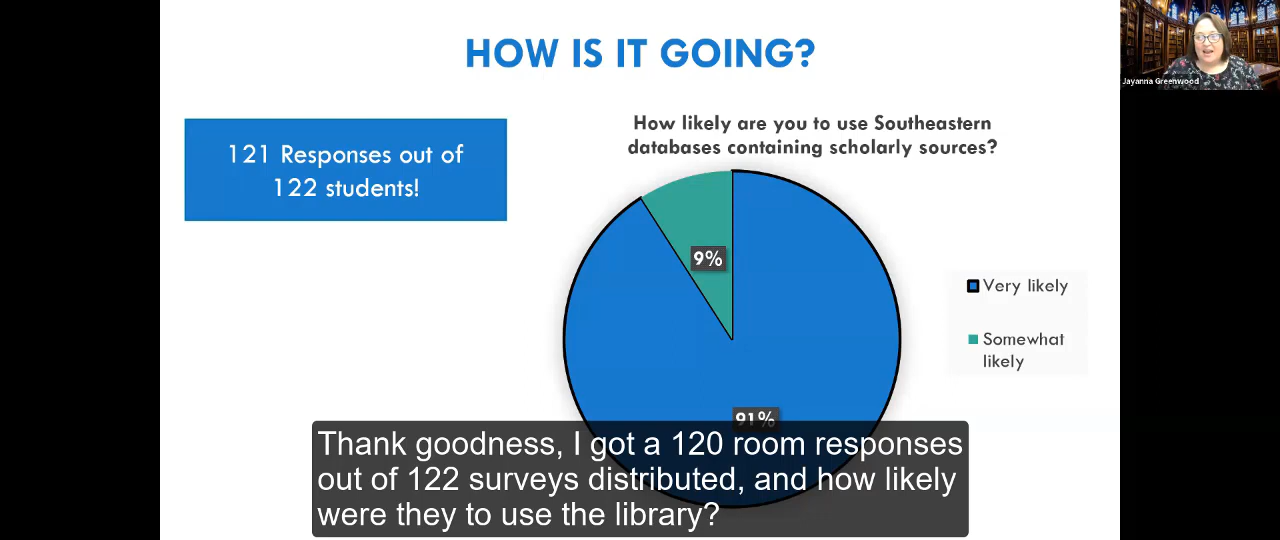 HOW IS IT GOING?
Jayanna Greenwood
121 Responses out of
122 students!
How likely are you to use Southeastern
databases containing scholarly sources?
9%
91%
Very likely
Somewhat
likely
Thank goodness, I got a 120 room responses
out of 122 surveys distributed, and how likely
were they to use the library?